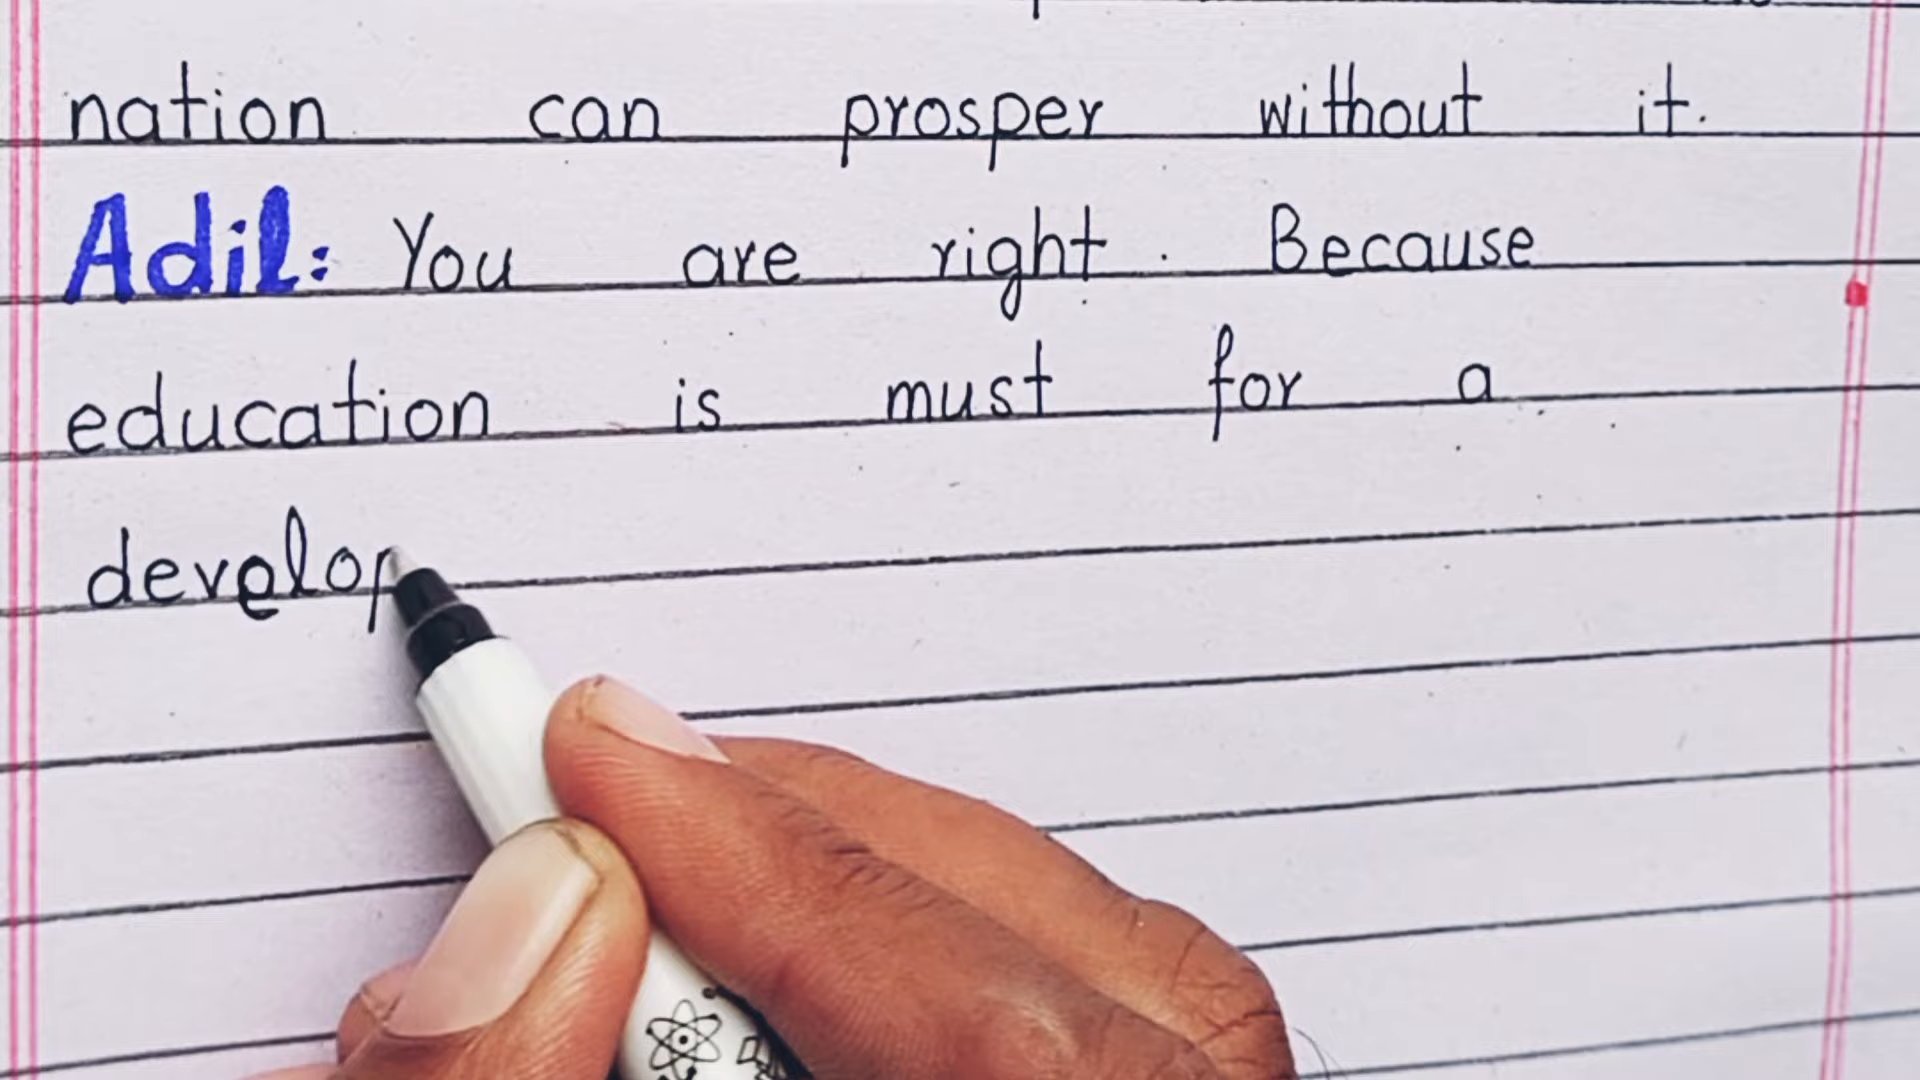 nation can prosper without it.
Adil: You are right. Because
education is must for a
develop